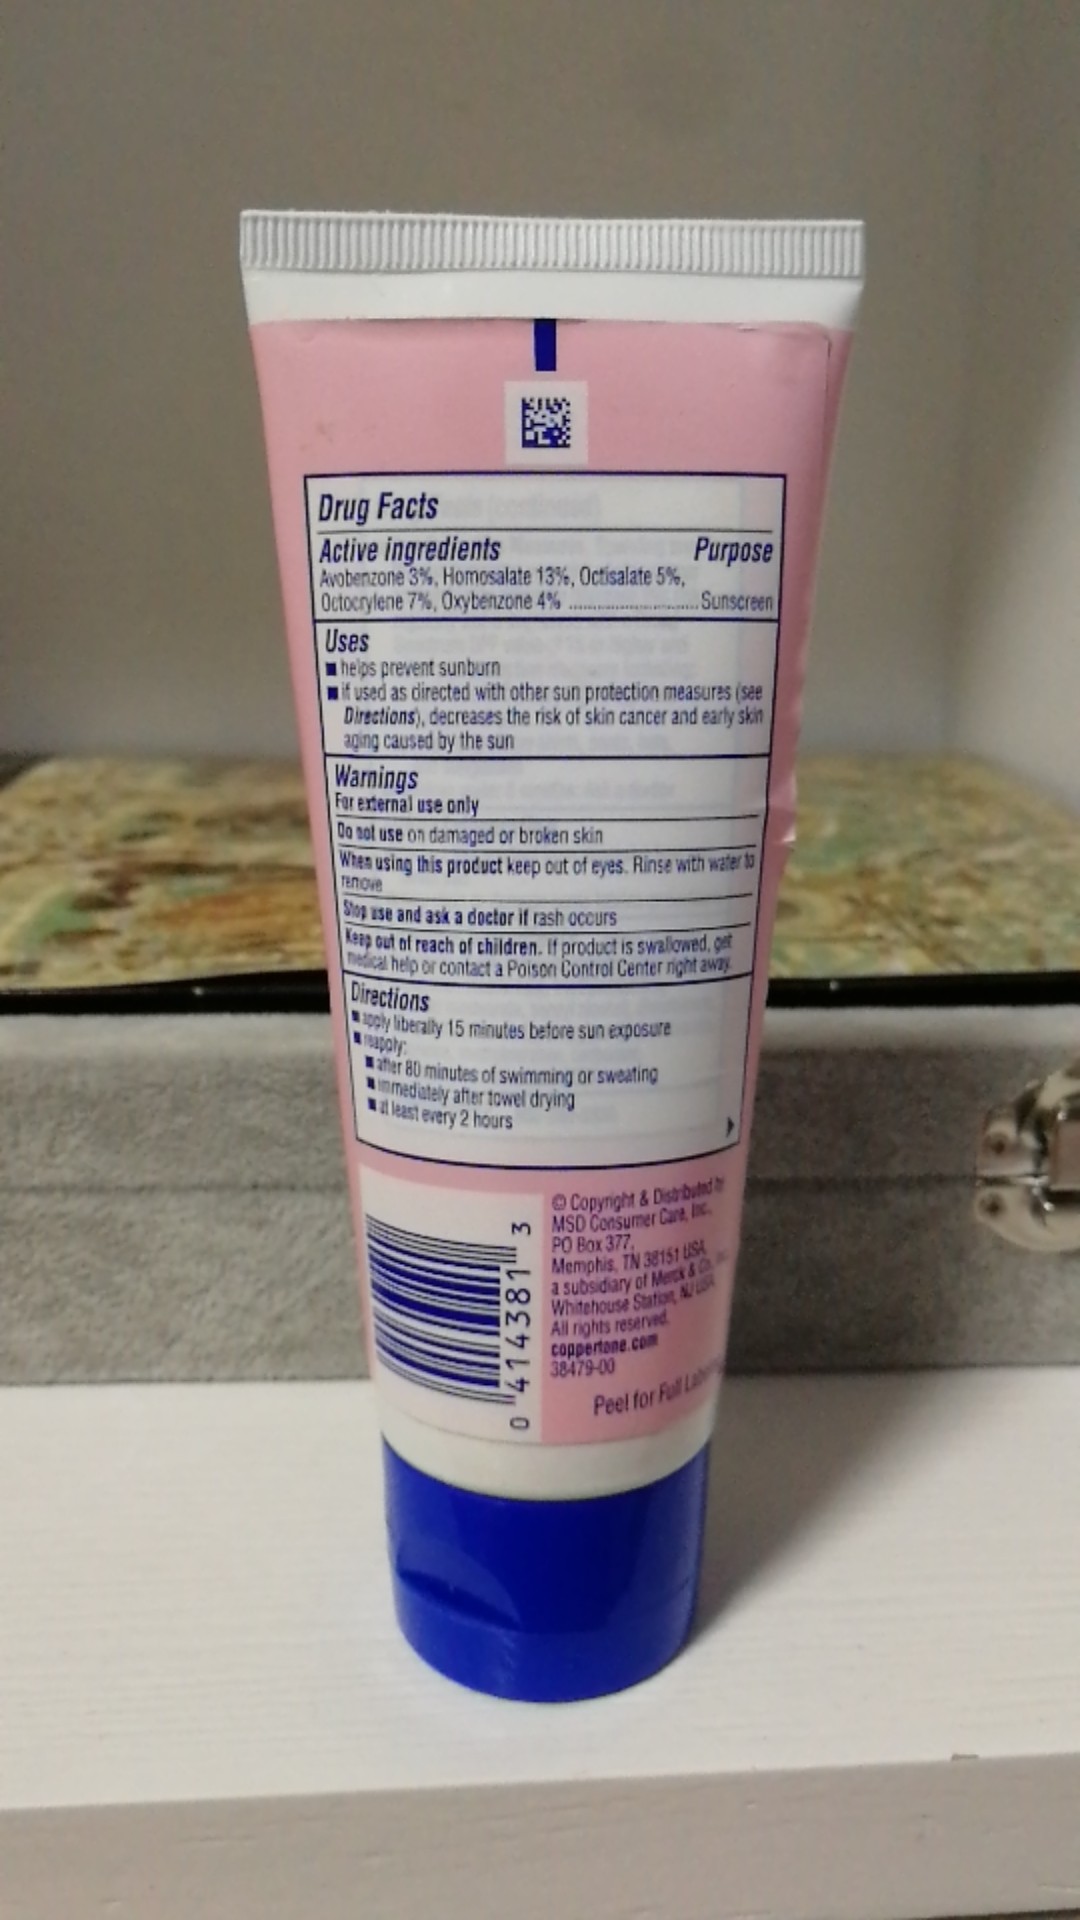 Drug Facts
Active ingredients Purpose
Avobenzone 3%, Homosalate 13%, Octisalate 5%,
Octocrylene 7%, Oxybenzone 4% ............................ Sunscreen
Uses
■ helps prevent sunburn
■ if used as directed with other sun protection measures (see
Directions), decreases the risk of skin cancer and early skin
aging caused by the sun
Warnings
For external use only
Do not use on damaged or broken skin
When using this product keep out of eyes. Rinse with water to
remove
Stop use and ask a doctor if rash occurs
Keep out of reach of children. If product is swallowed, get
medical help or contact a Poison Control Center right away.
Directions
■ apply liberally 15 minutes before sun exposure
■ reapply:
■ after 80 minutes of swimming or sweating
■ immediately after towel drying
■ at least every 2 hours
0 414381 3
© Copyright & Distributed by
MSD Consumer Care, Inc.,
PO Box 377,
Memphis, TN 38151 USA,
a subsidiary of Merck & Co.,
Whitehouse Station, NJ USA.
All rights reserved.
coppertone.com
38479-00
Peel for Full